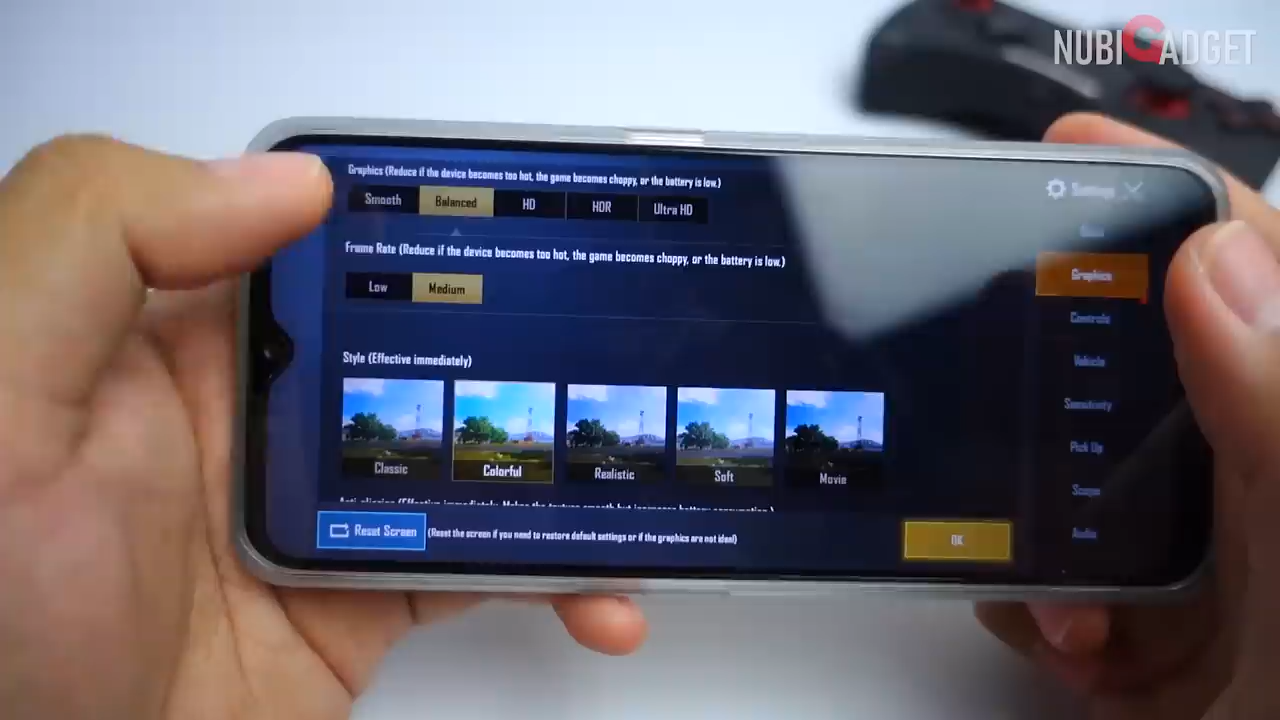 NUBIGADGET
Graphics (Reduce if the device becomes too hot, the game becomes choppy, or the battery is low.)
Smooth Balanced HD HDR Ultra HD
Frame Rate (Reduce if the device becomes too hot, the game becomes choppy, or the battery is low.)
Low Medium
Style (Effective immediately)
Classic Colorful Realistic Soft Movie
Reset Screen (Reset the screen if you need to restore default settings or if the graphics are not ideal)
OK
Settings
Graphics
Controls
Vehicle
Sensitivity
Pick Up
Scope
Audio